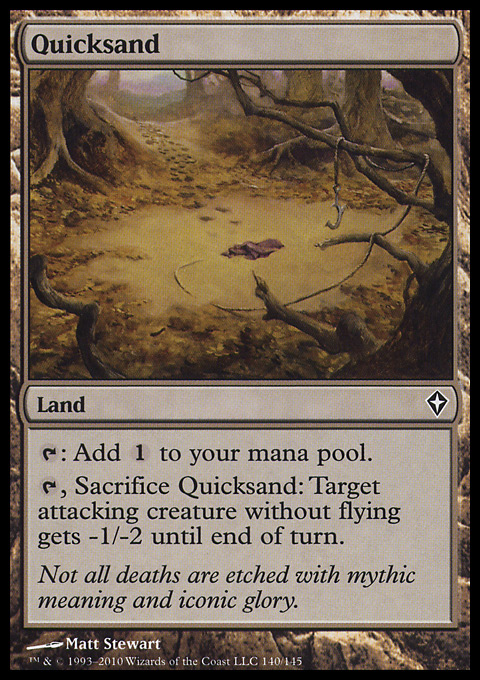 Quicksand
Land
: Add 1 to your mana pool.
, Sacrifice Quicksand: Target
attacking creature without flying
gets -1/-2 until end of turn.
Not all deaths are etched with mythic
meaning and iconic glory.
Matt Stewart
™ & © 1993–2010 Wizards of the Coast LLC 140/145